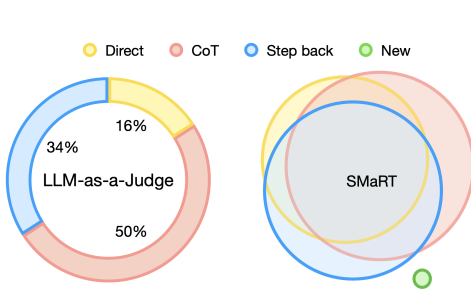 Direct CoT Step back New
16%
34%
LLM-as-a-Judge
SMaRT
50%